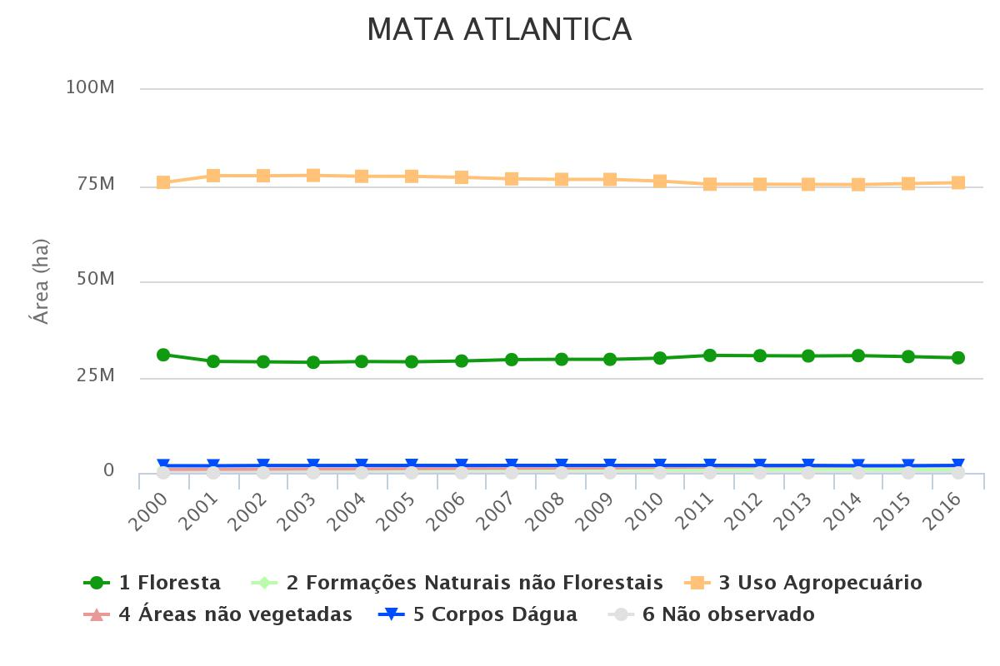 MATA ATLANTICA
100M
75M
50M
25M
0
Área (ha)
2000 2001 2002 2003 2004 2005 2006 2007 2008 2009 2010 2011 2012 2013 2014 2015 2016
1 Floresta 2 Formações Naturais não Florestais 3 Uso Agropecuário
4 Áreas não vegetadas 5 Corpos Dágua 6 Não observado